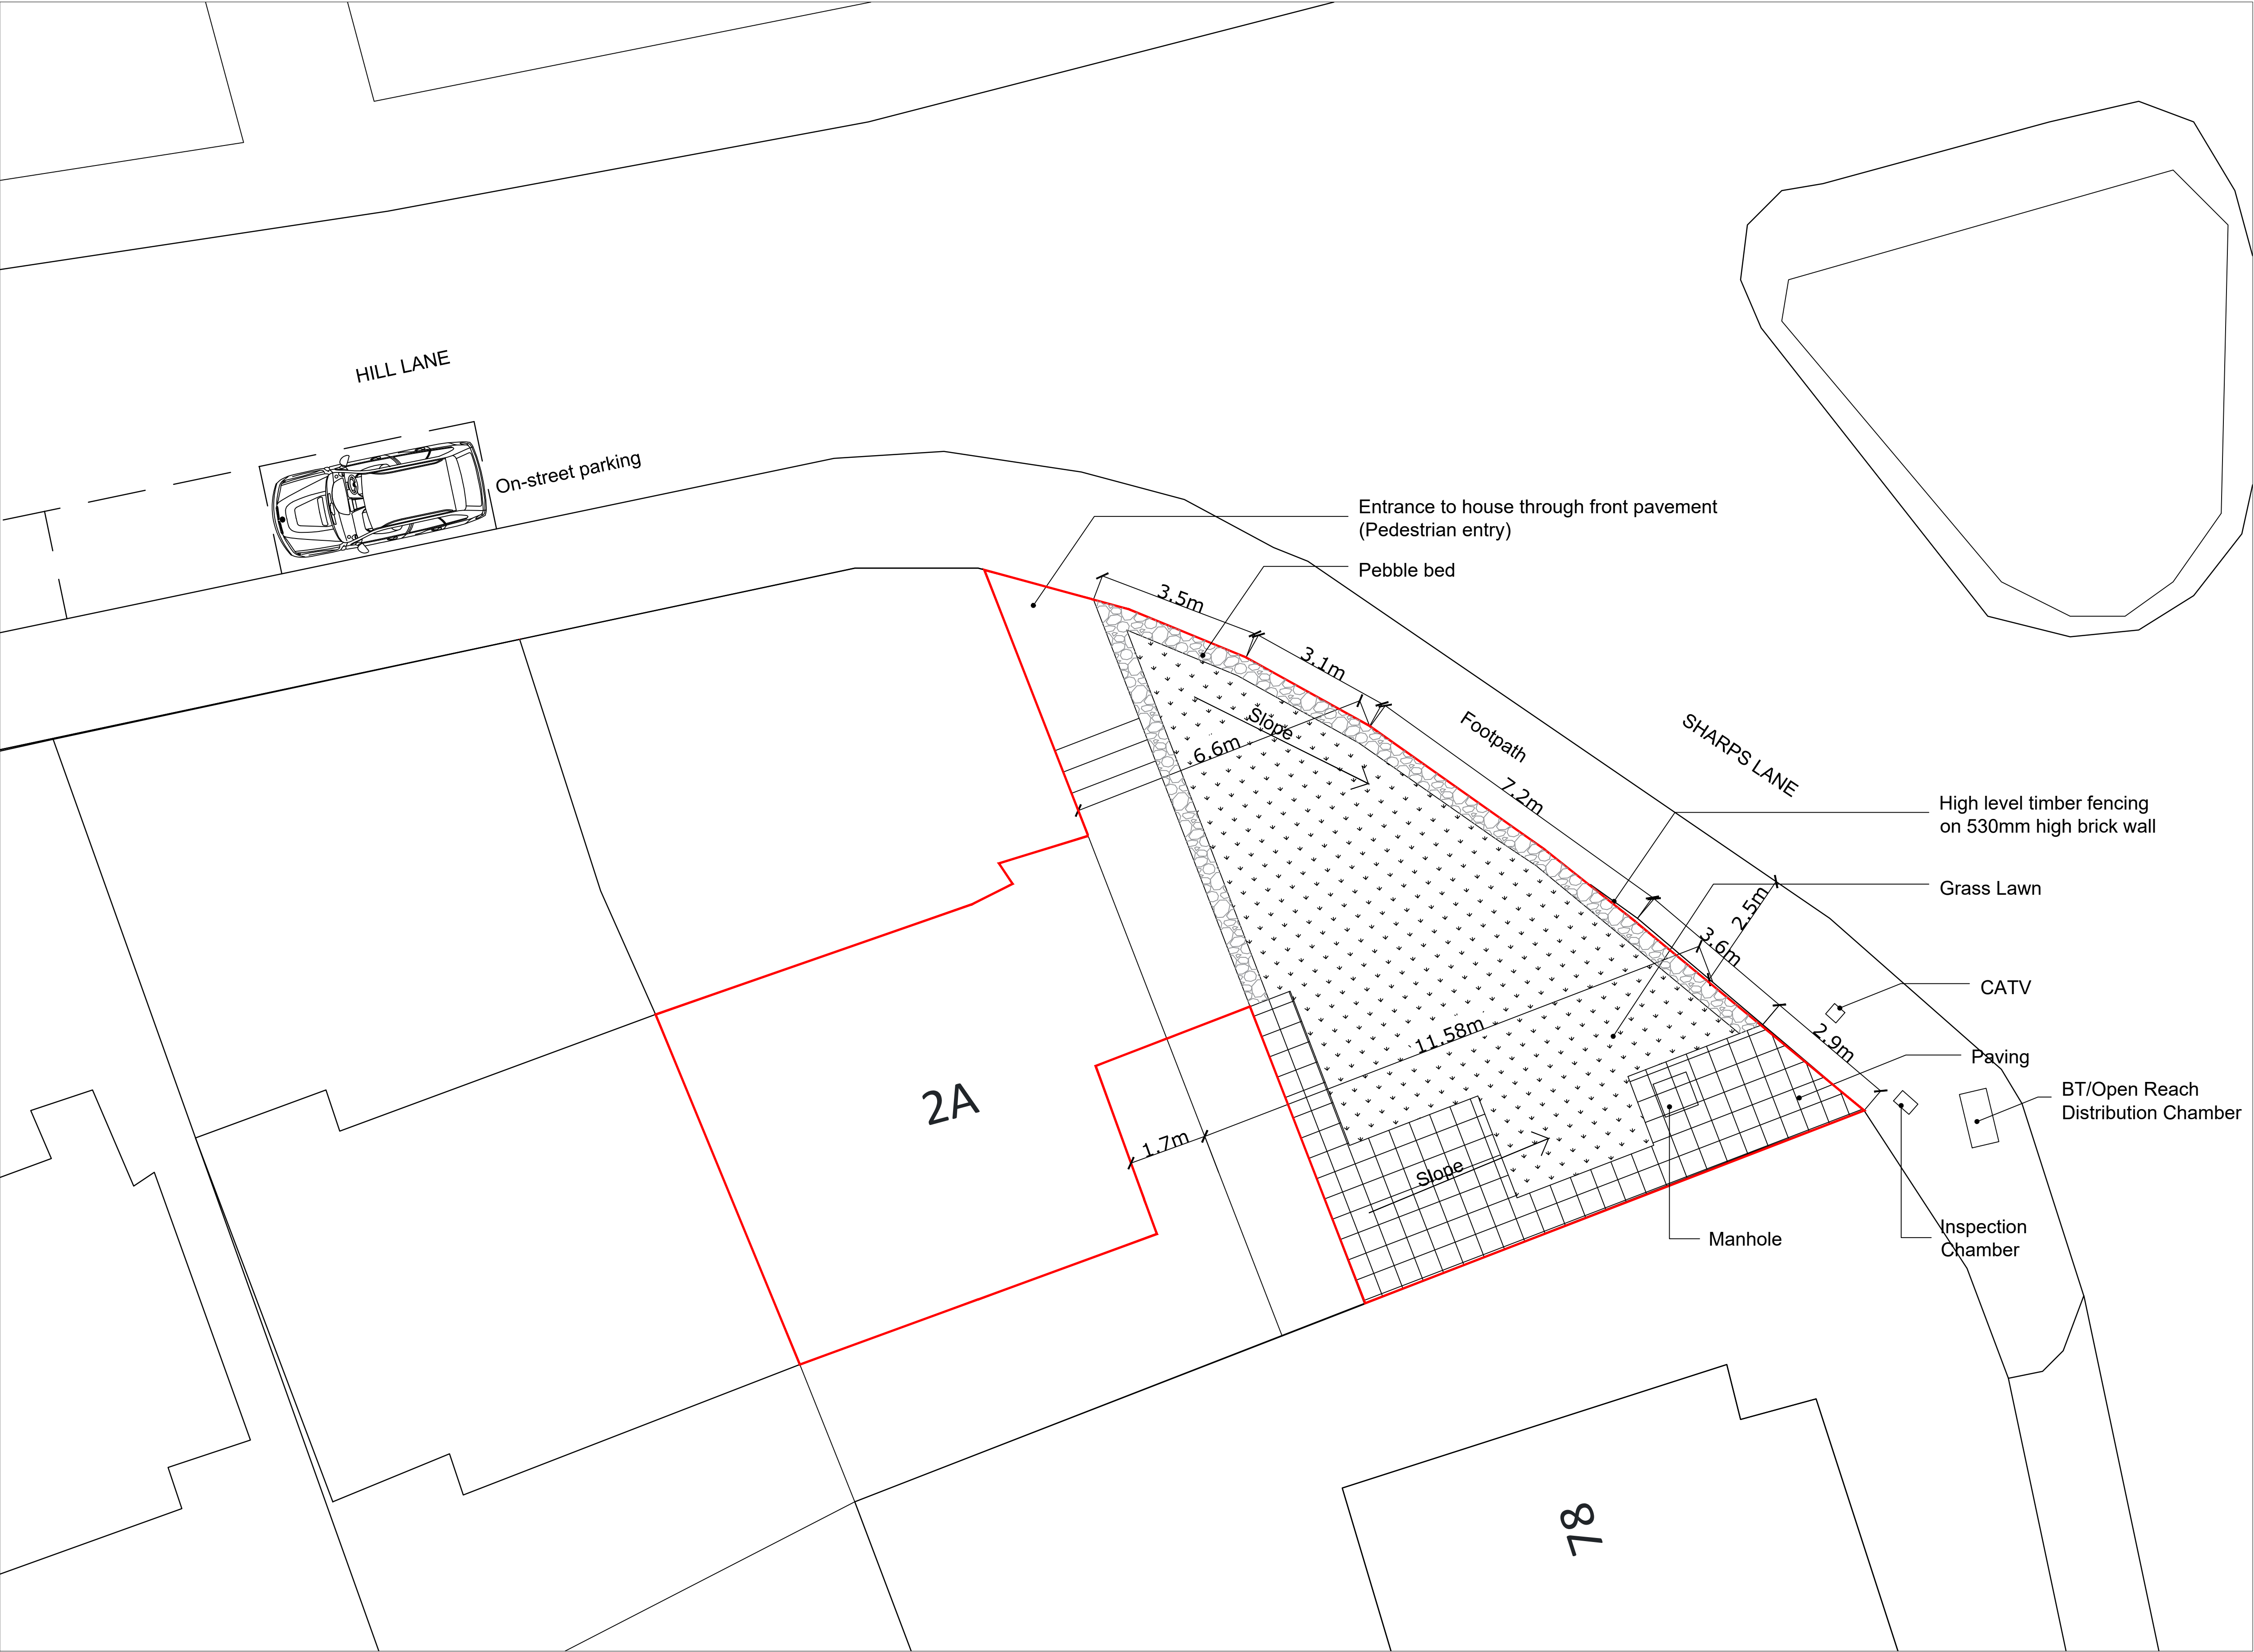 HILL LANE
On-street parking
Entrance to house through front pavement
(Pedestrian entry)
Pebble bed
3.5m
3.1m
Slope
6.6m
Footpath
SHARPS LANE
7.2m
High level timber fencing
on 530mm high brick wall
Grass Lawn
2.5m
3.6m
CATV
11.58m
2.9m
Paving
BT/Open Reach
Distribution Chamber
2A
1.7m
Slope
Manhole
Inspection
Chamber
78